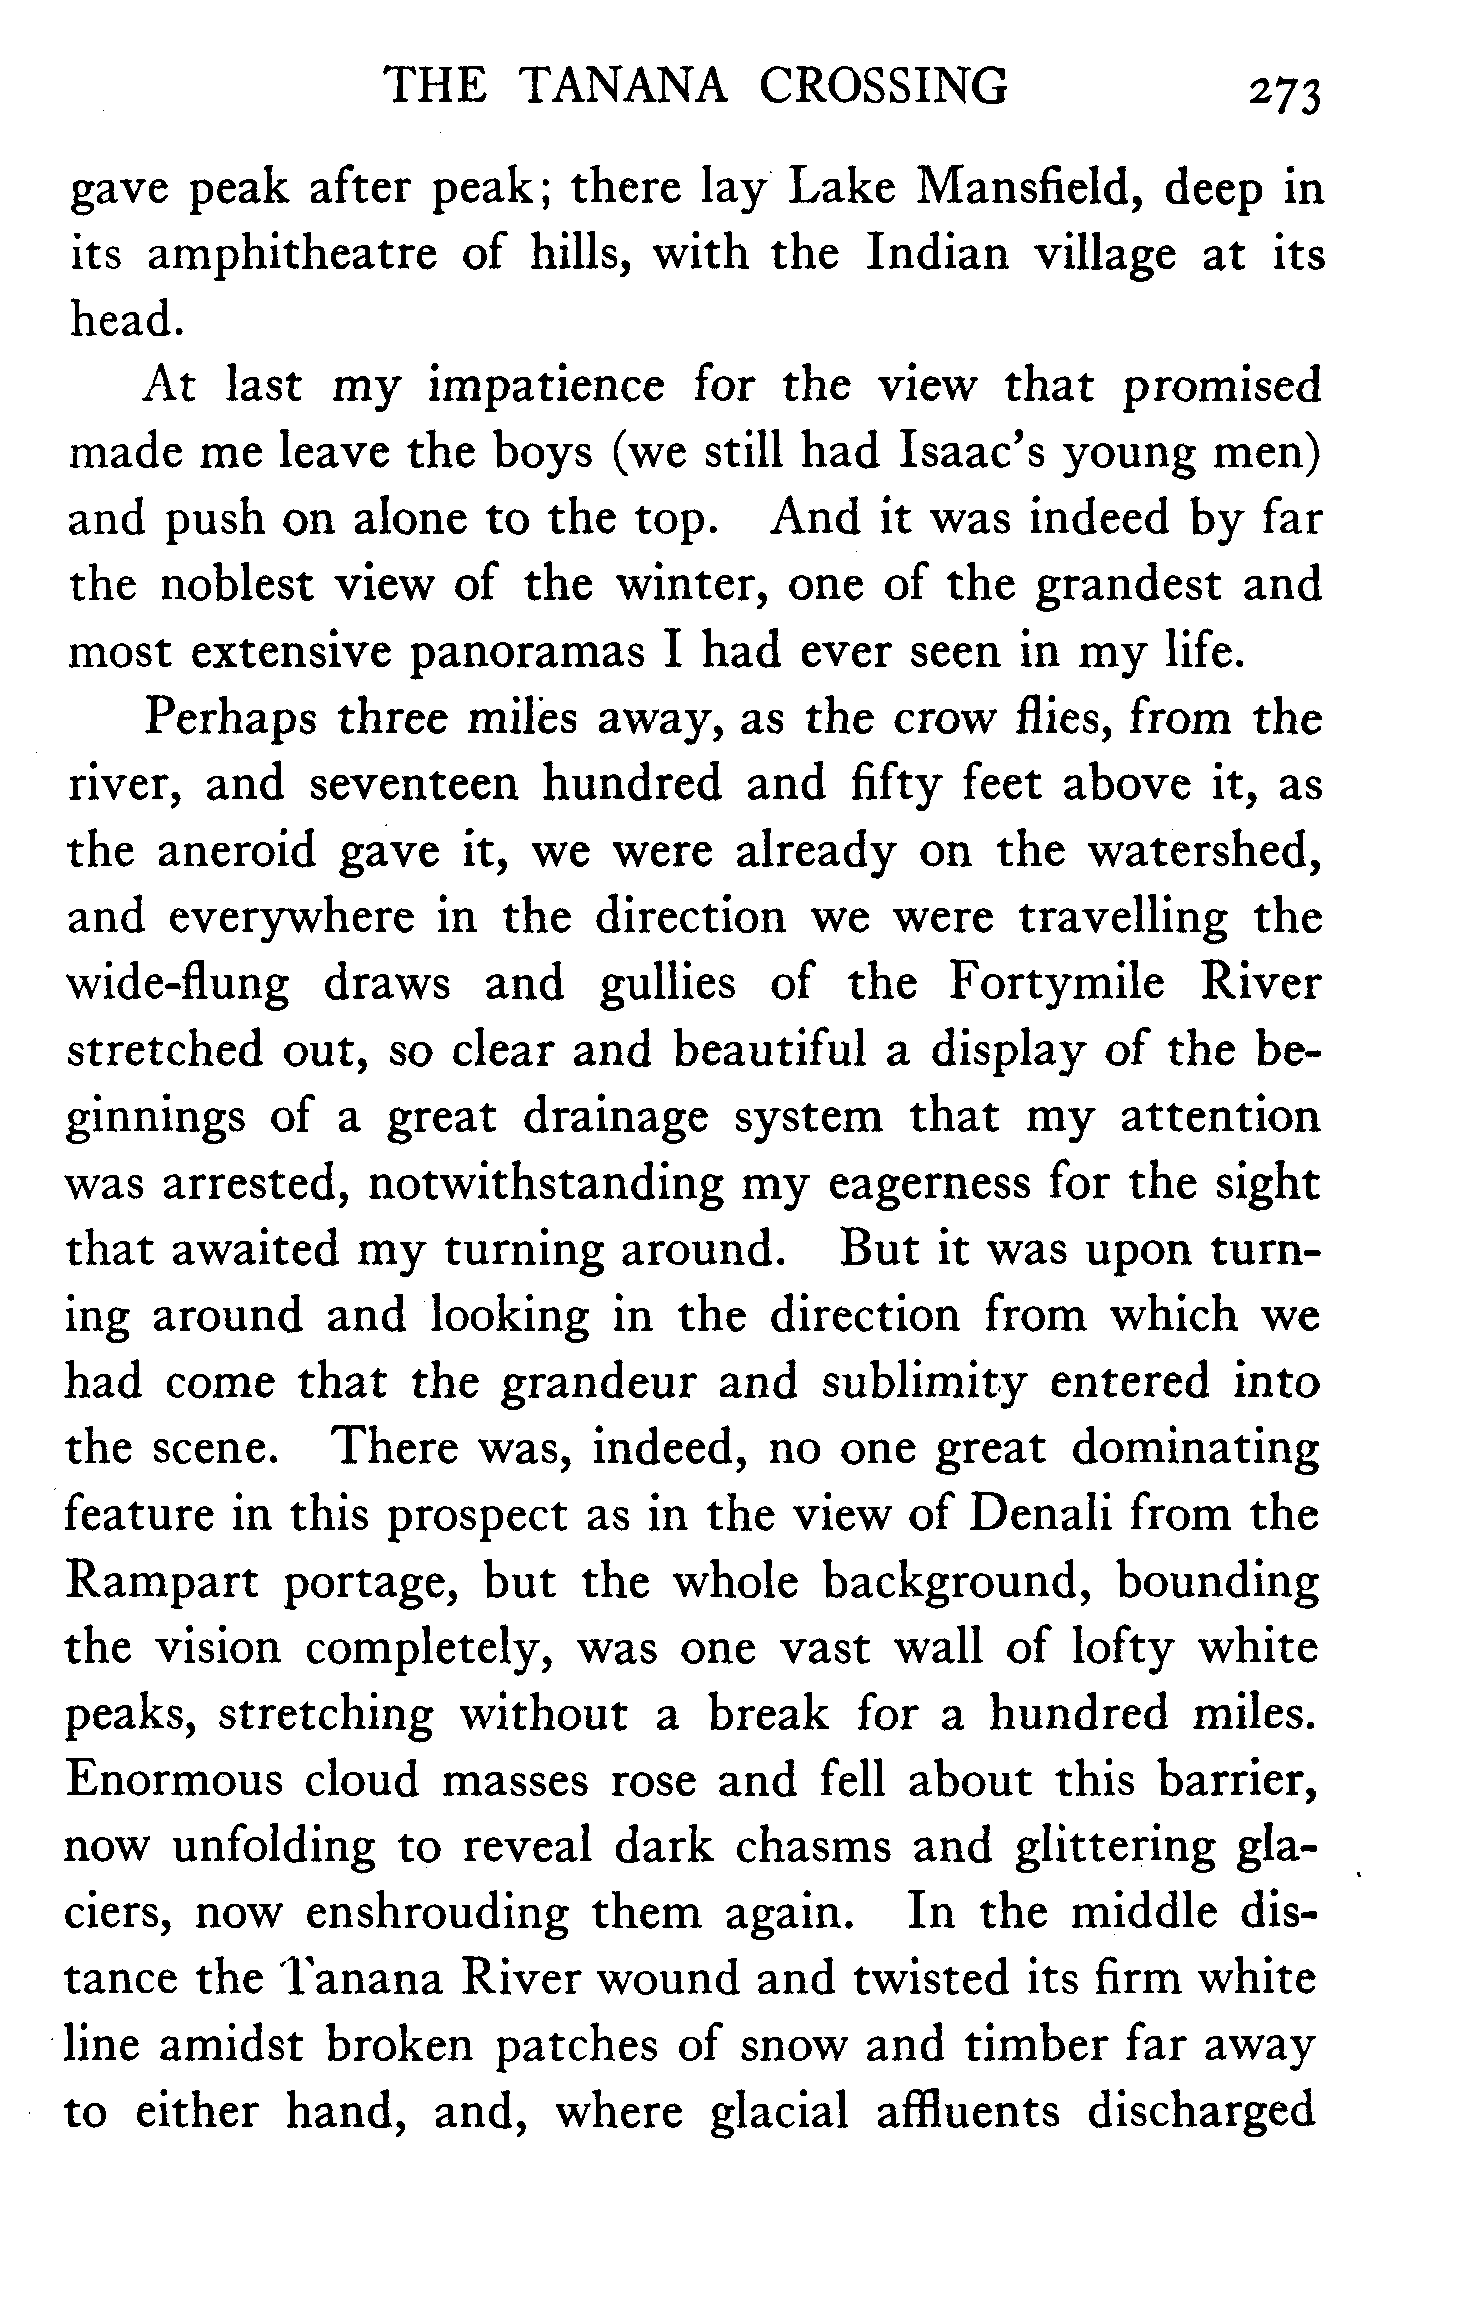 THE TANANA CROSSING 273
gave peak after peak; there lay Lake Mansfield, deep in
its amphitheatre of hills, with the Indian village at its
head.
At last my impatience for the view that promised
made me leave the boys (we still had Isaac's young men)
and push on alone to the top. And it was indeed by far
the noblest view of the winter, one of the grandest and
most extensive panoramas I had ever seen in my life.
Perhaps three miles away, as the crow flies, from the
river, and seventeen hundred and fifty feet above it, as
the aneroid gave it, we were already on the watershed,
and everywhere in the direction we were travelling the
wide-flung draws and gullies of the Fortymile River
stretched out, so clear and beautiful a display of the be-
ginnings of a great drainage system that my attention
was arrested, notwithstanding my eagerness for the sight
that awaited my turning around. But it was upon turn-
ing around and looking in the direction from which we
had come that the grandeur and sublimity entered into
the scene. There was, indeed, no one great dominating
feature in this prospect as in the view of Denali from the
Rampart portage, but the whole background, bounding
the vision completely, was one vast wall of lofty white
peaks, stretching without a break for a hundred miles.
Enormous cloud masses rose and fell about this barrier,
now unfolding to reveal dark chasms and glittering gla-
ciers, now enshrouding them again. In the middle dis-
tance the Tanana River wound and twisted its firm white
line amidst broken patches of snow and timber far away
to either hand, and, where glacial affluents discharged